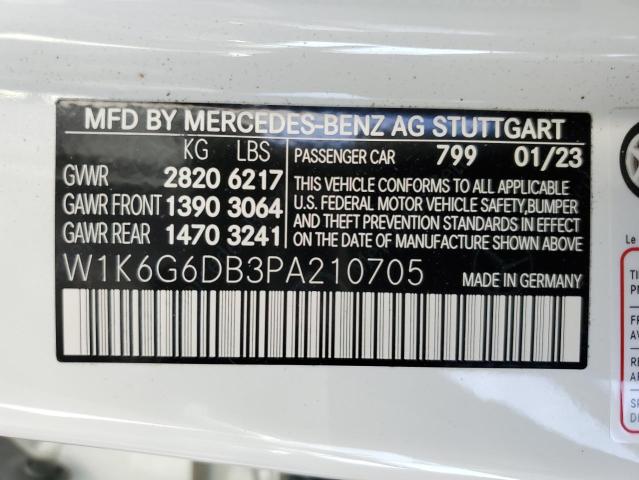 MFD BY MERCEDES-BENZ AG STUTTGART
KG LBS
GVWR 2820 6217
GAWR FRONT 1390 3064
GAWR REAR 1470 3241
PASSENGER CAR 799 01/23
THIS VEHICLE CONFORMS TO ALL APPLICABLE
U.S. FEDERAL MOTOR VEHICLE SAFETY,BUMPER,
AND THEFT PREVENTION STANDARDS IN EFFECT
ON THE DATE OF MANUFACTURE SHOWN ABOVE.
W1K6G6DB3PA210705
MADE IN GERMANY
Le